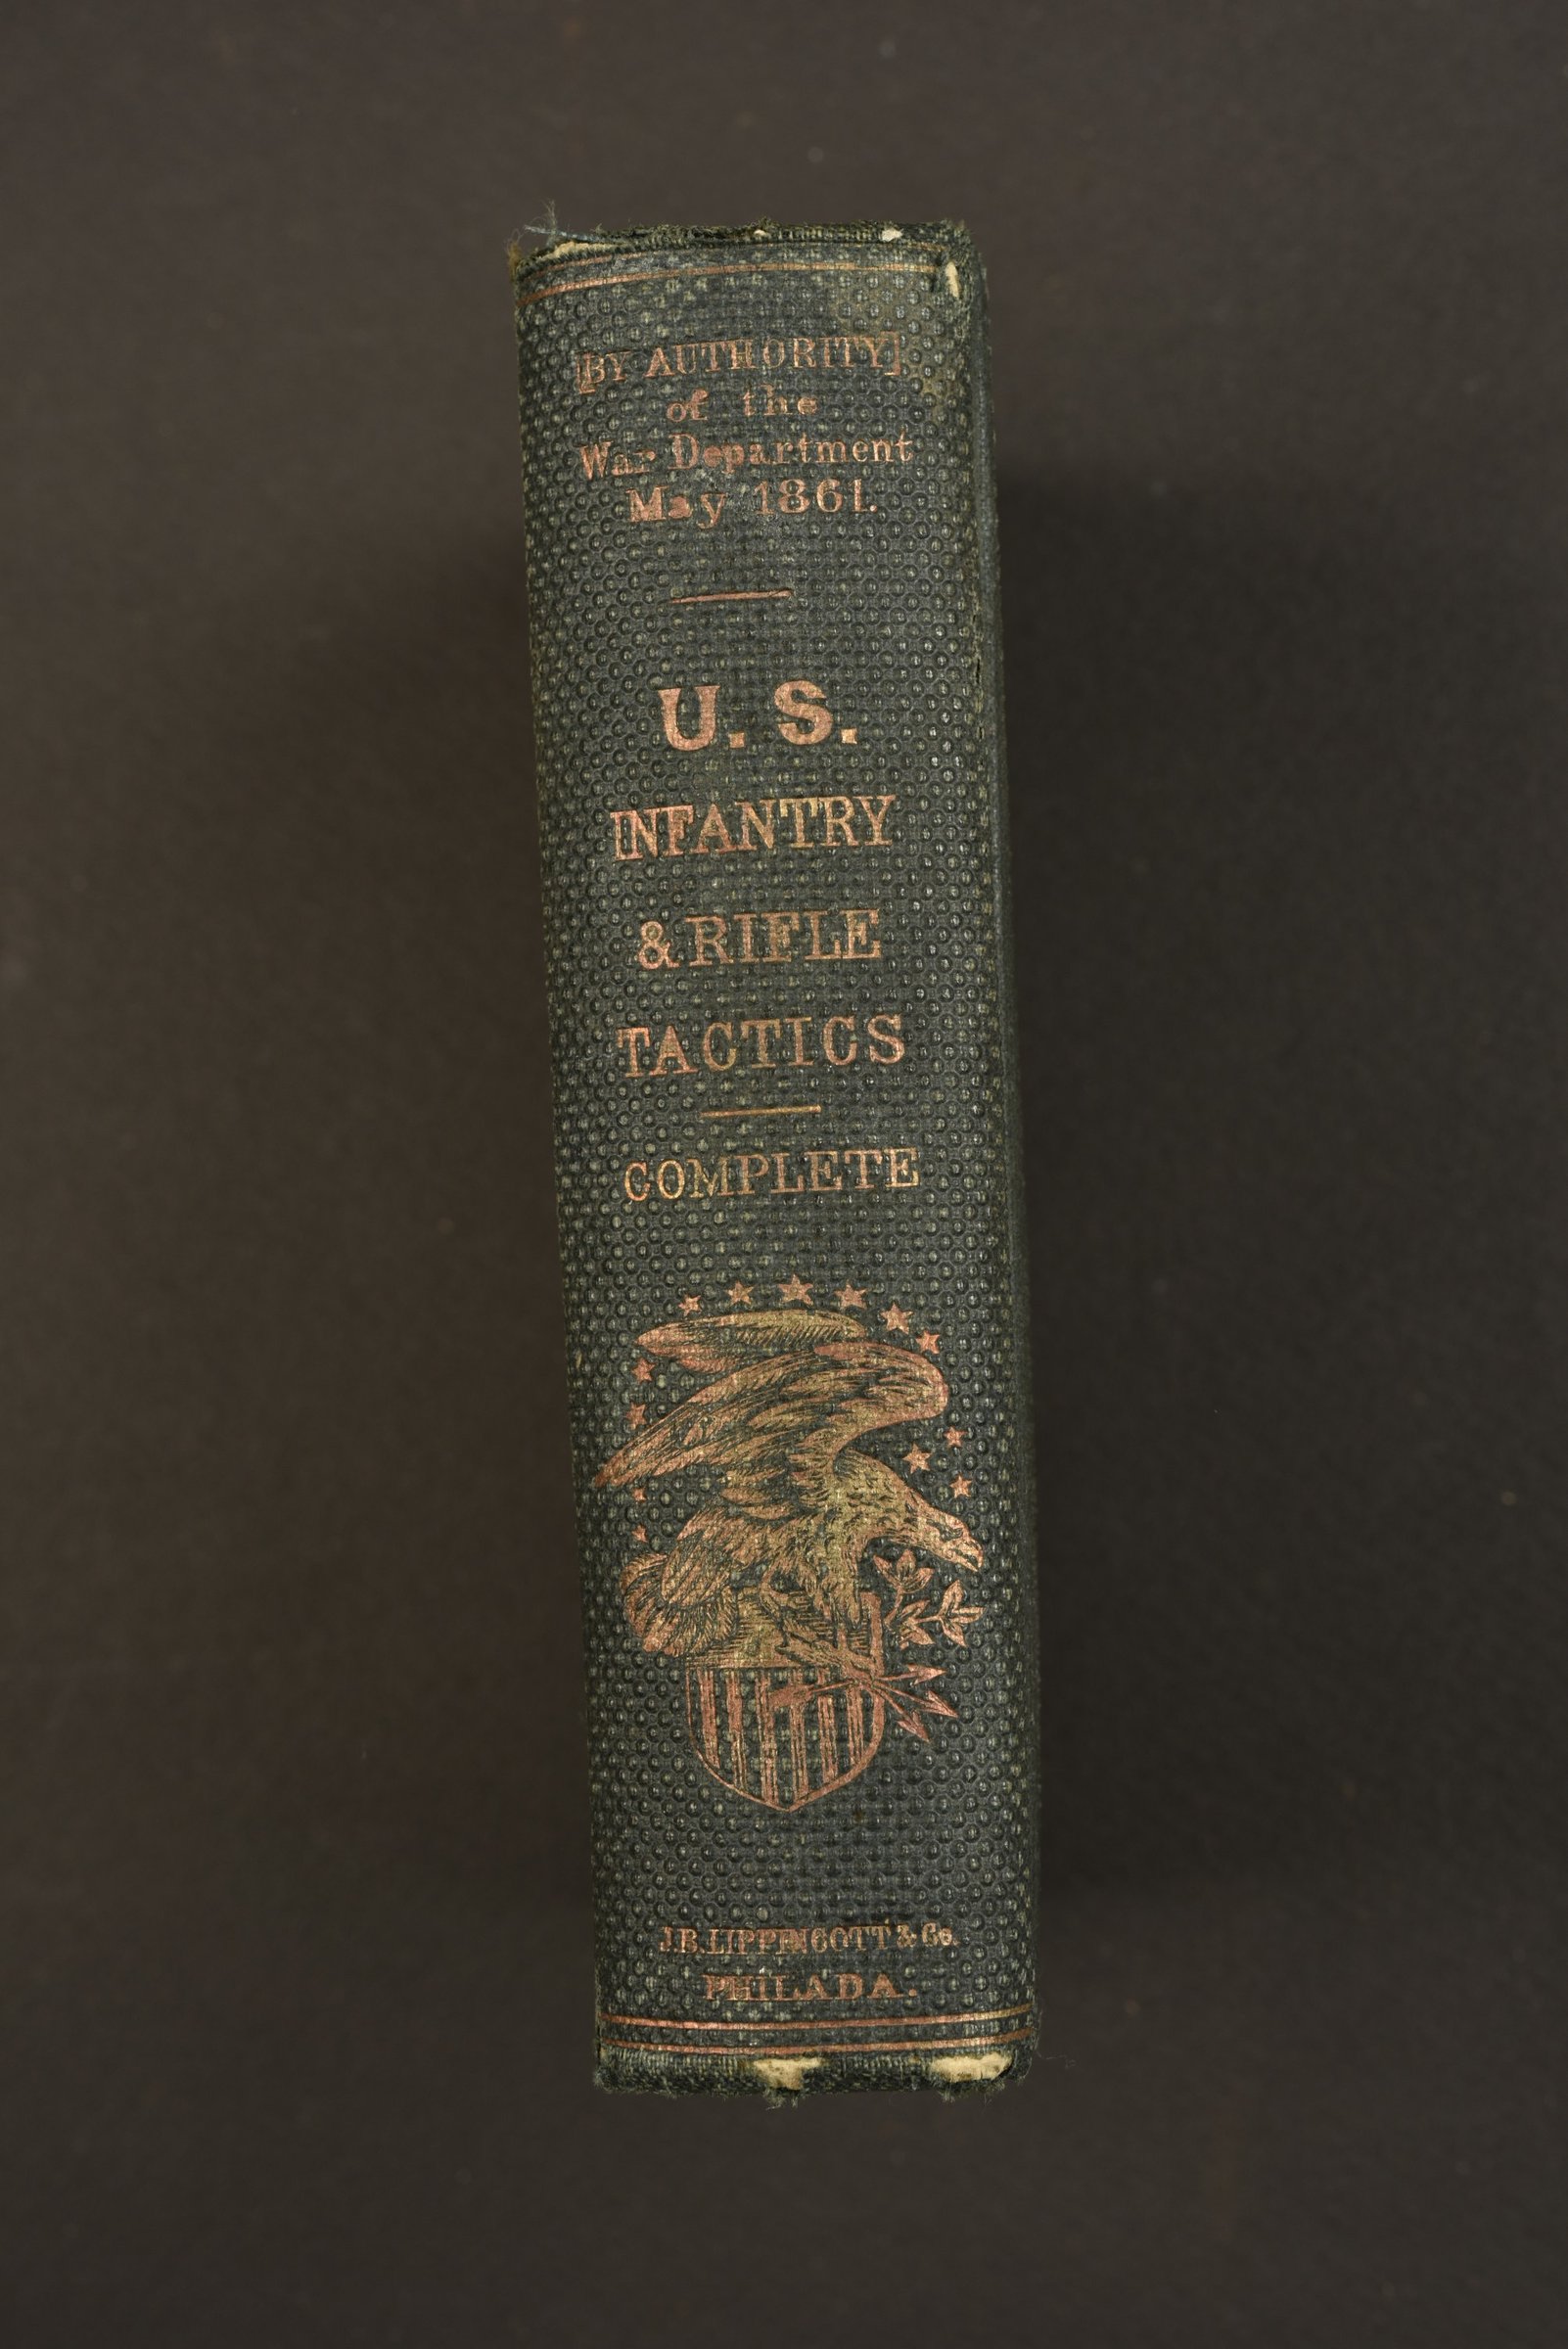 [BY AUTHORITY]
of the
War Department
May 1861.
U. S.
INFANTRY
& RIFLE
TACTICS
COMPLETE
J.B. LIPPINCOTT & Co.
PHILADA.